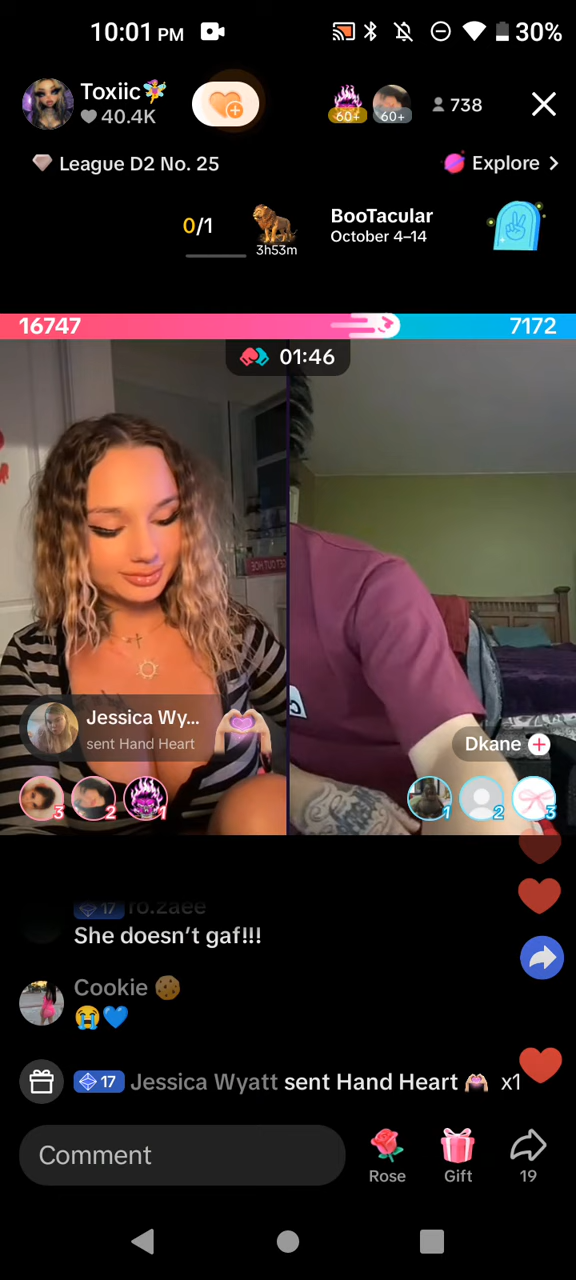 10:01 PM
30%
Toxiic🧚
40.4K
60+
60+
738
League D2 No. 25
Explore >
0/1
3h53m
BooTacular
October 4–14
16747
7172
01:46
Jessica Wy...
sent Hand Heart
Dkane
3
2
1
1
2
3
17 ro.zaee
She doesn’t gaf!!!
Cookie 🍪
😭💙
17 Jessica Wyatt sent Hand Heart x1
Comment
Rose
Gift
19